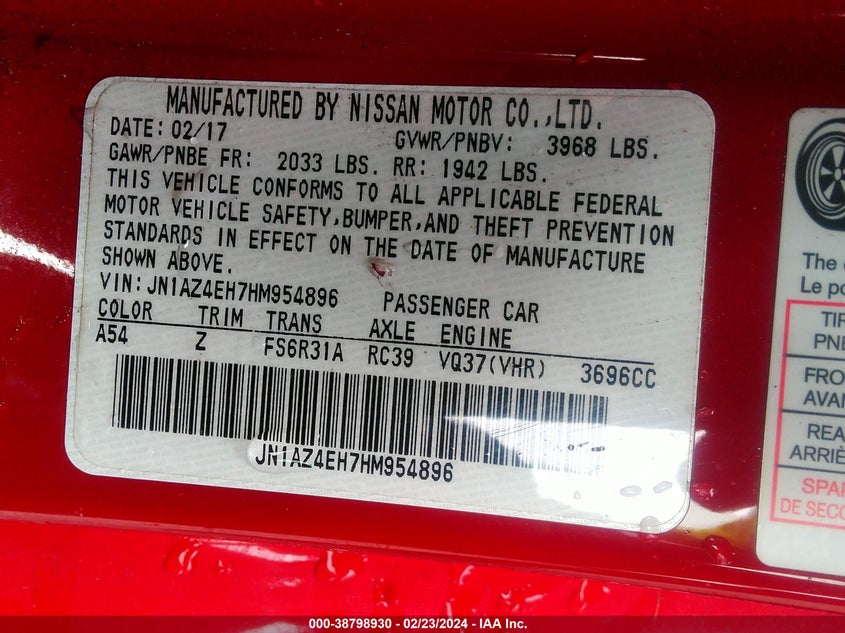 MANUFACTURED BY NISSAN MOTOR CO.,LTD.
DATE: 02/17 GVWR/PNBV: 3968 LBS.
GAWR/PNBE FR: 2033 LBS. RR: 1942 LBS.
THIS VEHICLE CONFORMS TO ALL APPLICABLE FEDERAL
MOTOR VEHICLE SAFETY,BUMPER,AND THEFT PREVENTION
STANDARDS IN EFFECT ON THE DATE OF MANUFACTURE
SHOWN ABOVE.
VIN: JN1AZ4EH7HM954896 PASSENGER CAR
COLOR TRIM TRANS AXLE ENGINE
A54 Z FS6R31A RC39 VQ37(VHR) 3696CC
JN1AZ4EH7HM954896
The
Le
000-38798930 - 02/23/2024 - IAA Inc.